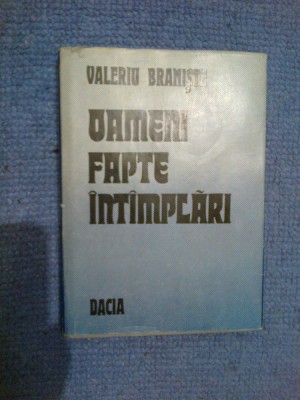 VALERIU BRANIȘTE
OAMENI
FAPTE
ÎNTÎMPLĂRI
DACIA